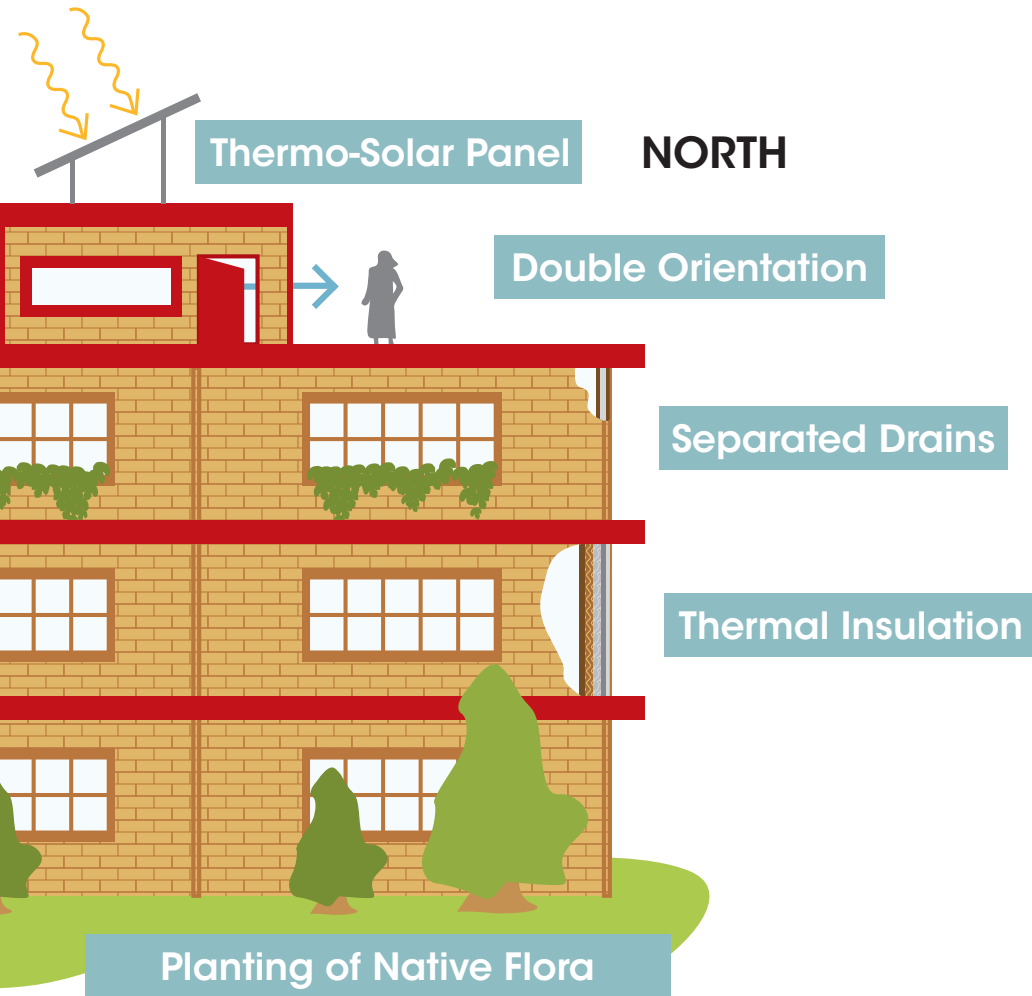 Thermo-Solar Panel
NORTH
Double Orientation
Separated Drains
Thermal Insulation
Planting of Native Flora